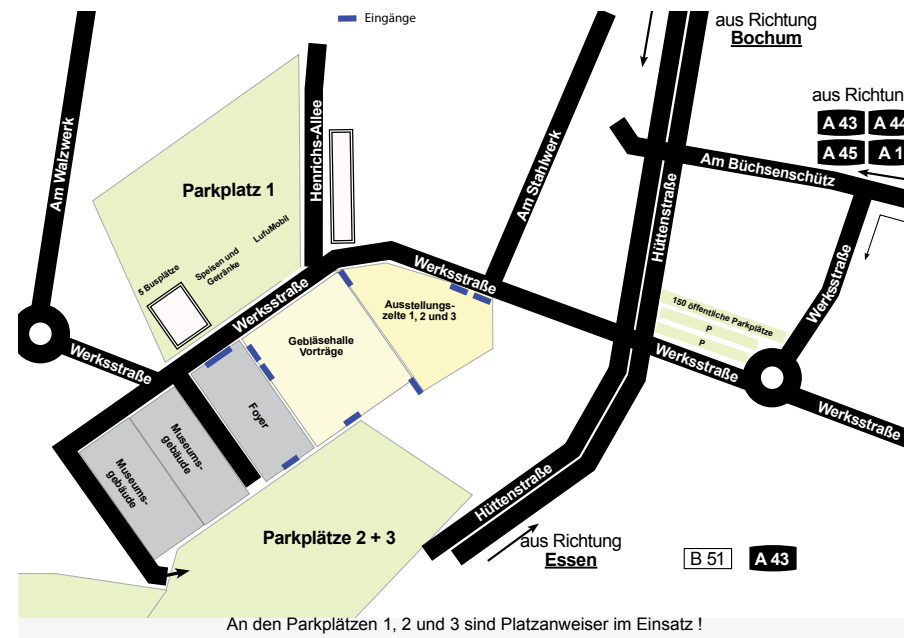 Eingänge
aus Richtung
Bochum
aus Richtun
A 43
A 44
A 45
A 1
Am Walzwerk
Henrichs-Allee
Am Stahlwerk
Hüttenstraße
Am Büchsenschütz
Parkplatz 1
5 Busplätze
Speisen und
Getränke
LufuMobil
Werksstraße
Werksstraße
Werksstraße
Ausstellungs-
zelte 1, 2 und 3
Gebläsehalle
Vorträge
150 öffentliche Parkplätze
P
P
Werksstraße
Werksstraße
Werksstraße
Foyer
Museums-
gebäude
Museums-
gebäude
Hüttenstraße
Parkplätze 2 + 3
aus Richtung
Essen
B 51
A 43
An den Parkplätzen 1, 2 und 3 sind Platzanweiser im Einsatz !